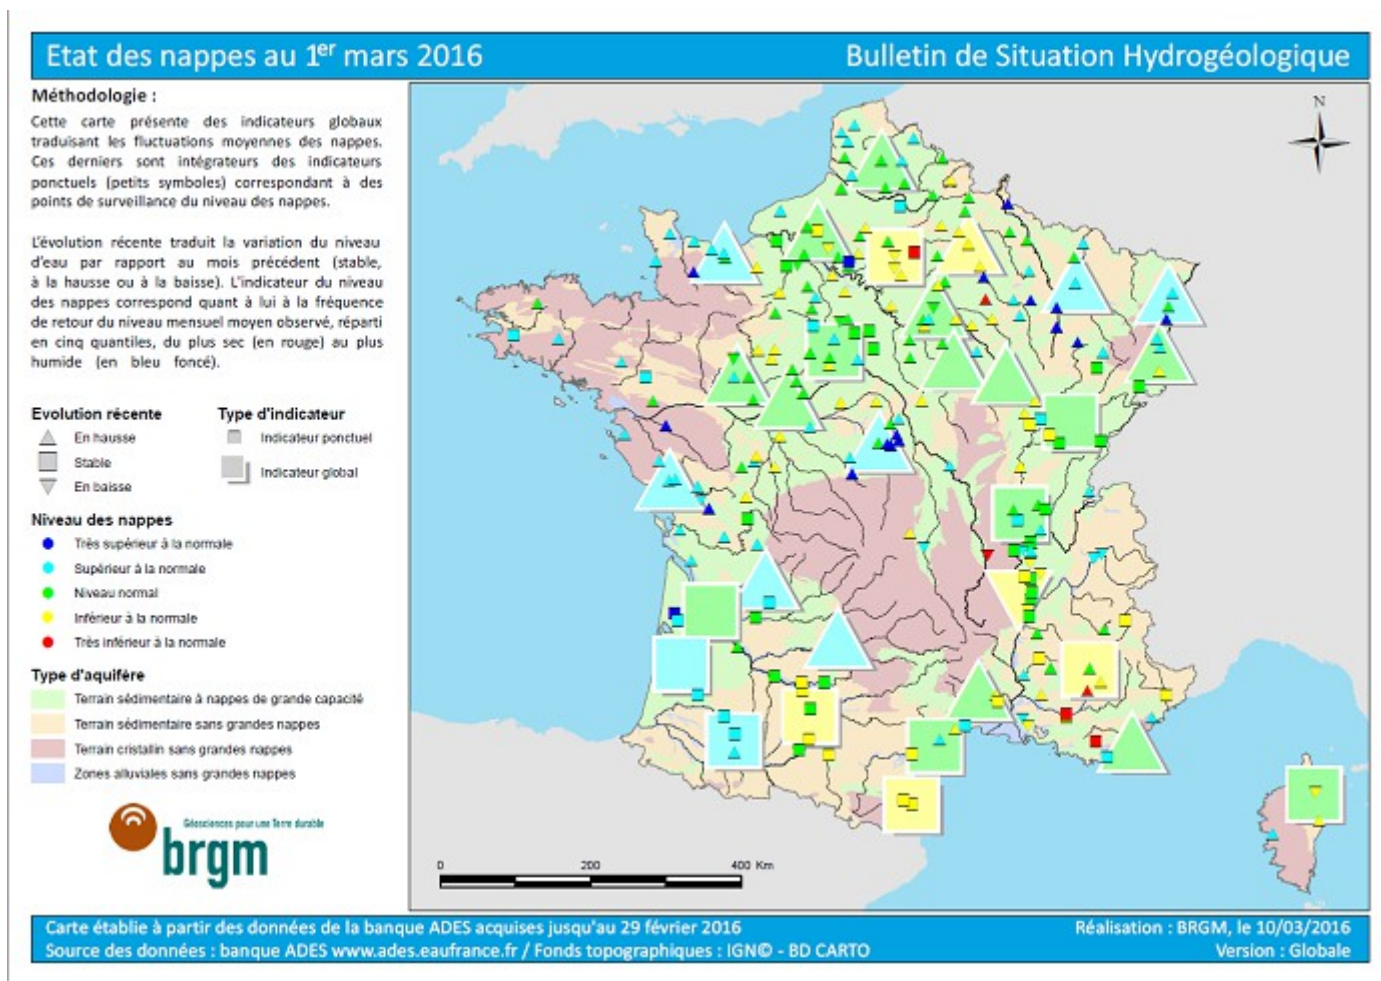 Etat des nappes au 1er mars 2016
Bulletin de Situation Hydrogéologique
Méthodologie :
Cette carte présente des indicateurs globaux
traduisant les fluctuations moyennes des nappes.
Ces derniers sont intégrateurs des indicateurs
ponctuels (petits symboles) correspondant à des
points de surveillance du niveau des nappes.
L'évolution récente traduit la variation du niveau
d'eau par rapport au mois précédent (stable,
à la hausse ou à la baisse). L'indicateur du niveau
des nappes correspond quant à lui à la fréquence
de retour du niveau mensuel moyen observé, réparti
en cinq quantiles, du plus sec (en rouge) au plus
humide (en bleu foncé).
Evolution récente
En hausse
Stable
En baisse
Type d'indicateur
Indicateur ponctuel
Indicateur global
Niveau des nappes
Très supérieur à la normale
Supérieur à la normale
Niveau normal
Inférieur à la normale
Très inférieur à la normale
Type d'aquifère
Terrain sédimentaire à nappes de grande capacité
Terrain sédimentaire sans grandes nappes
Terrain cristallin sans grandes nappes
Zones alluviales sans grandes nappes
Géosciences pour une Terre durable
brgm
N
0 200 400 Km
Carte établie à partir des données de la banque ADES acquises jusqu'au 29 février 2016
Source des données : banque ADES www.ades.eaufrance.fr / Fonds topographiques : IGN© - BD CARTO
Réalisation : BRGM, le 10/03/2016
Version : Globale